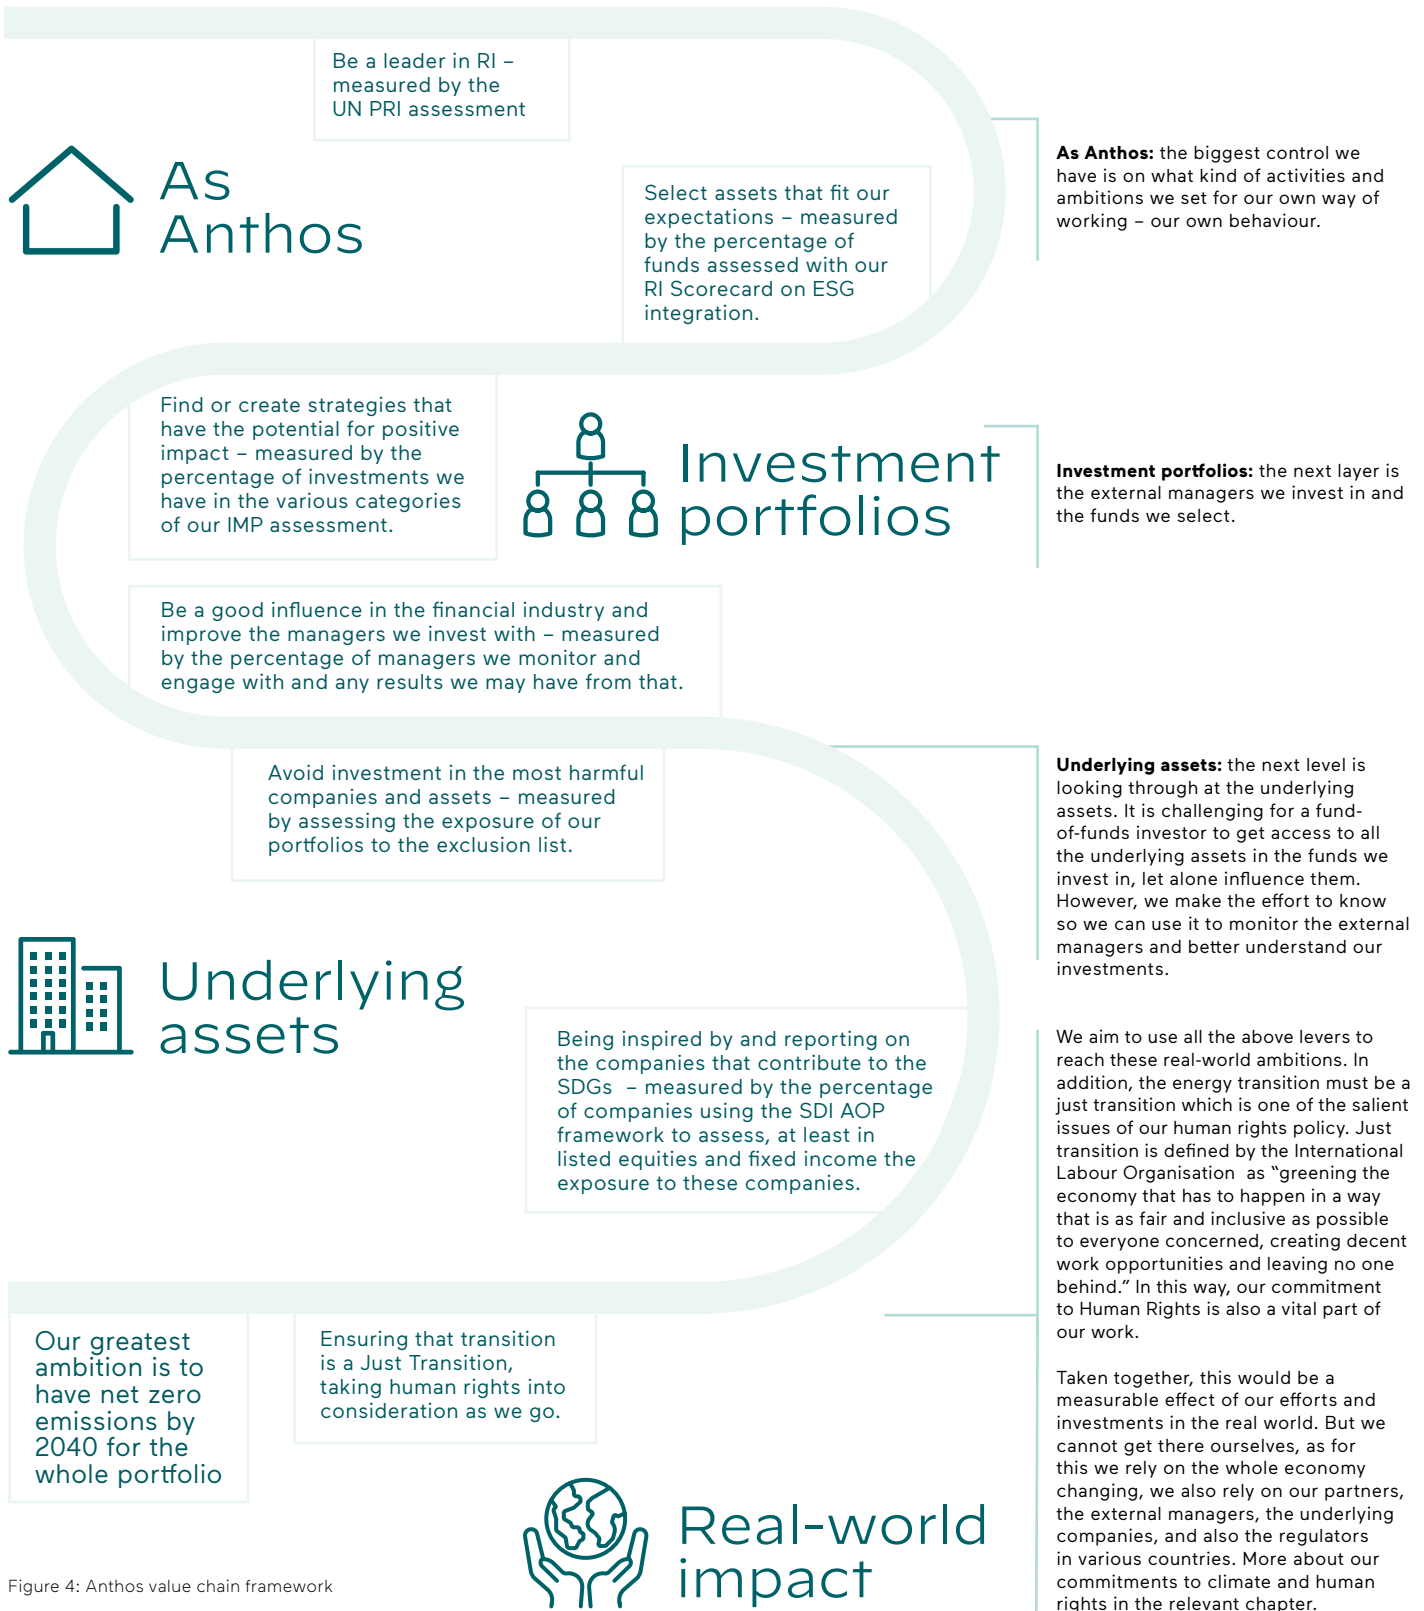 Be a leader in RI –
measured by the
UN PRI assessment
As
Anthos
Select assets that fit our
expectations – measured
by the percentage of
funds assessed with our
RI Scorecard on ESG
integration.
As Anthos: the biggest control we
have is on what kind of activities and
ambitions we set for our own way of
working – our own behaviour.
Find or create strategies that
have the potential for positive
impact – measured by the
percentage of investments we
have in the various categories
of our IMP assessment.
Investment
portfolios
Investment portfolios: the next layer is
the external managers we invest in and
the funds we select.
Be a good influence in the financial industry and
improve the managers we invest with – measured
by the percentage of managers we monitor and
engage with and any results we may have from that.
Avoid investment in the most harmful
companies and assets – measured
by assessing the exposure of our
portfolios to the exclusion list.
Underlying
assets
Underlying assets: the next level is
looking through at the underlying
assets. It is challenging for a fund-
of-funds investor to get access to all
the underlying assets in the funds we
invest in, let alone influence them.
However, we make the effort to know
so we can use it to monitor the external
managers and better understand our
investments.
Being inspired by and reporting on
the companies that contribute to the
SDGs – measured by the percentage
of companies using the SDI AOP
framework to assess, at least in
listed equities and fixed income the
exposure to these companies.
We aim to use all the above levers to
reach these real-world ambitions. In
addition, the energy transition must be a
just transition which is one of the salient
issues of our human rights policy. Just
transition is defined by the International
Labour Organisation as “greening the
economy that has to happen in a way
that is as fair and inclusive as possible
to everyone concerned, creating decent
work opportunities and leaving no one
behind.” In this way, our commitment
to Human Rights is also a vital part of
our work.
Our greatest
ambition is to
have net zero
emissions by
2040 for the
whole portfolio
Ensuring that transition
is a Just Transition,
taking human rights into
consideration as we go.
Real-world
impact
Taken together, this would be a
measurable effect of our efforts and
investments in the real world. But we
cannot get there ourselves, as for
this we rely on the whole economy
changing, we also rely on our partners,
the external managers, the underlying
companies, and also the regulators
in various countries. More about our
commitments to climate and human
rights in the relevant chapter.
Figure 4: Anthos value chain framework